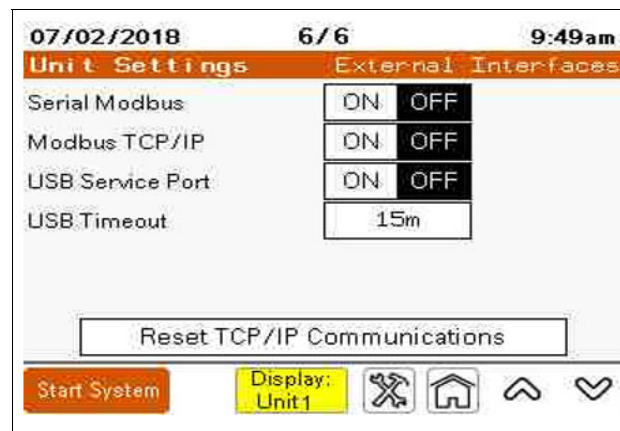 07/02/2018 6/6 9:49am
Unit Settings External Interfaces
Serial Modbus ON OFF
Modbus TCP/IP ON OFF
USB Service Port ON OFF
USB Timeout 15m
Reset TCP/IP Communications
Start System Display: Unit1